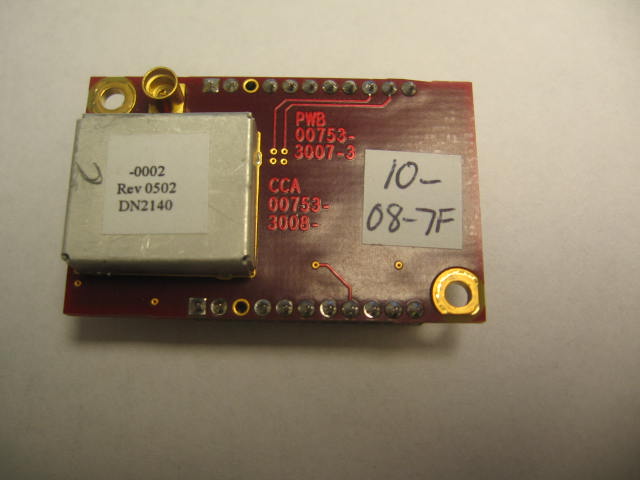 -0002
Rev 0502
DN2140
PWB
00753-
3007-3
CCA
00753-
3008-
10-
08-7F